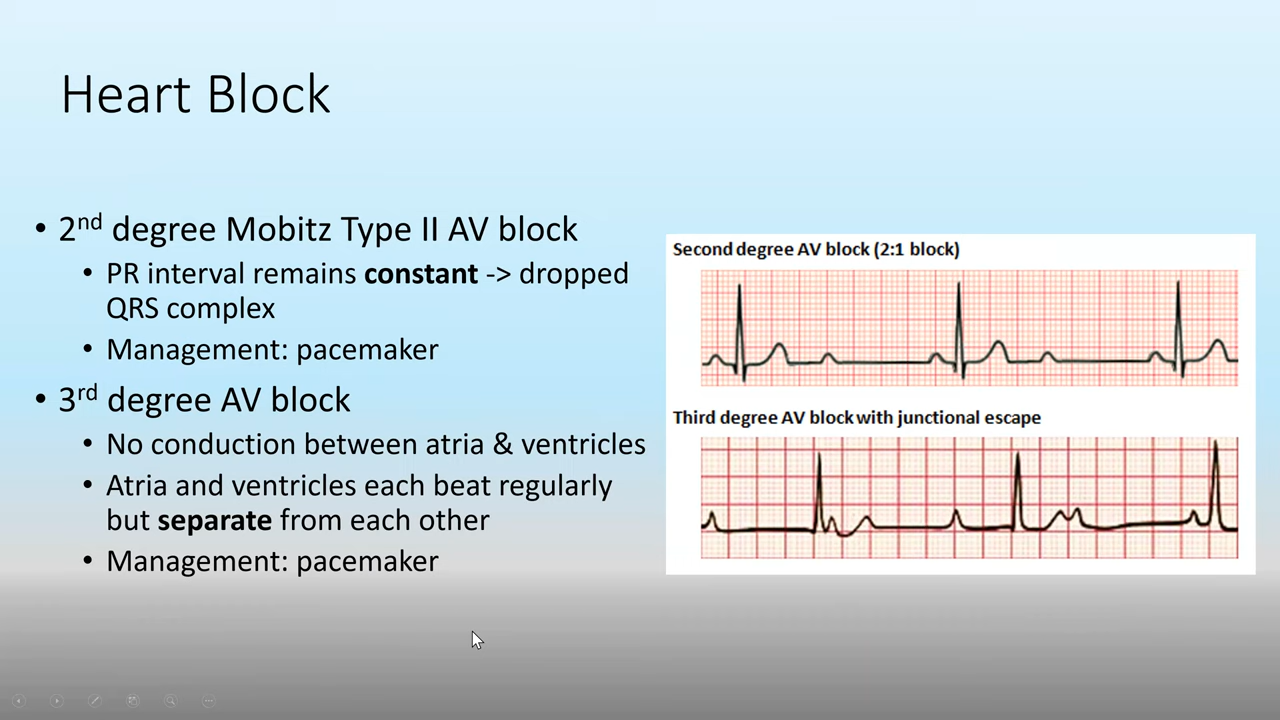 Heart Block
• 2nd degree Mobitz Type II AV block
• PR interval remains constant -> dropped
QRS complex
• Management: pacemaker
• 3rd degree AV block
• No conduction between atria & ventricles
• Atria and ventricles each beat regularly
but separate from each other
• Management: pacemaker
Second degree AV block (2:1 block)
Third degree AV block with junctional escape